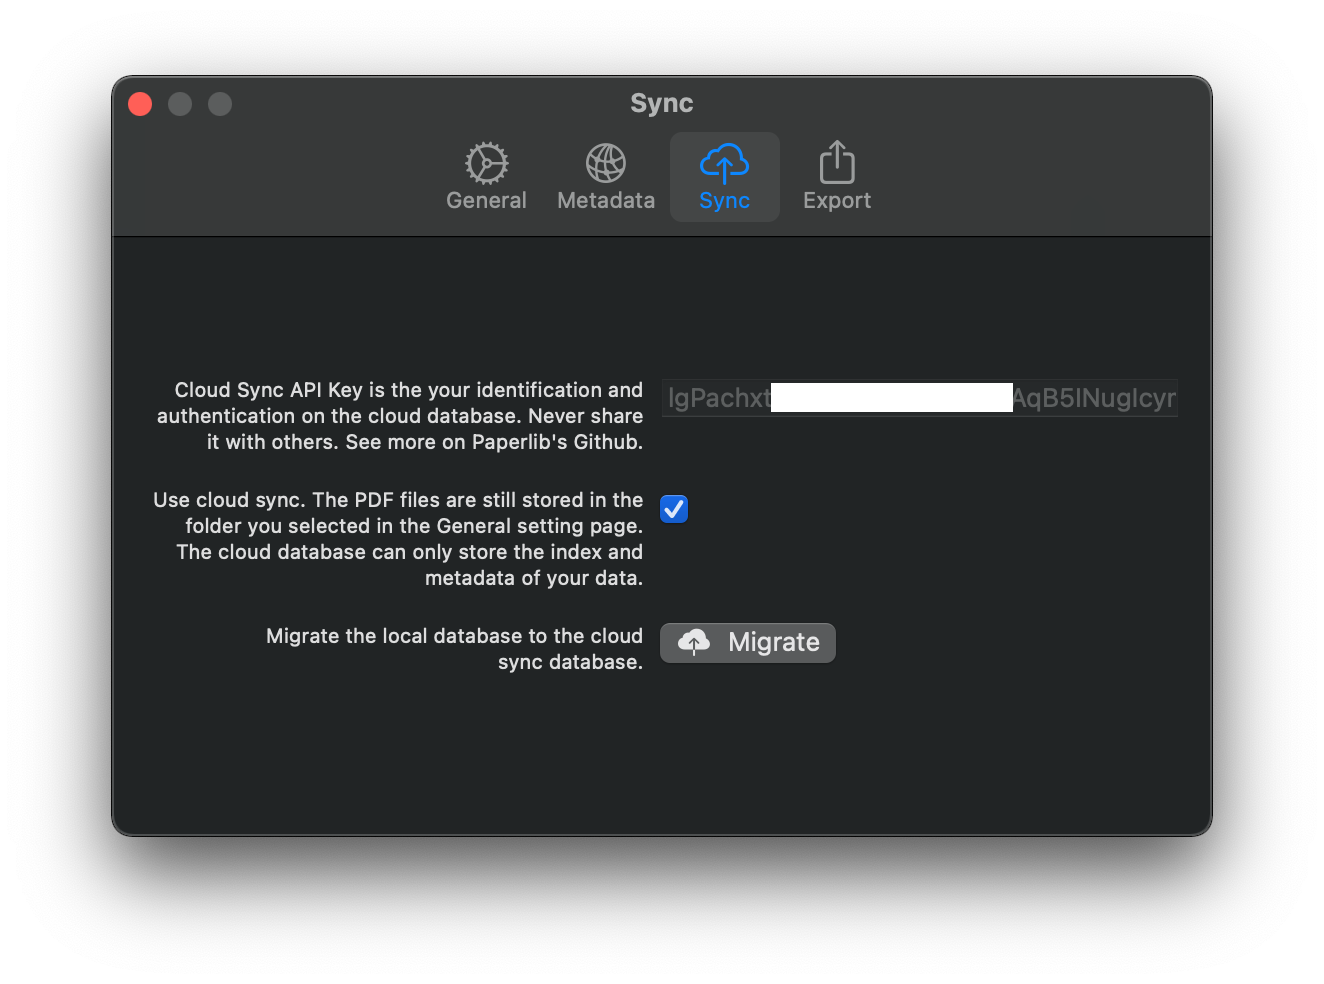 Sync
General Metadata Sync Export
Cloud Sync API Key is the your identification and
authentication on the cloud database. Never share
it with others. See more on Paperlib's Github.
Use cloud sync. The PDF files are still stored in the
folder you selected in the General setting page.
The cloud database can only store the index and
metadata of your data.
Migrate the local database to the cloud
sync database.
Migrate